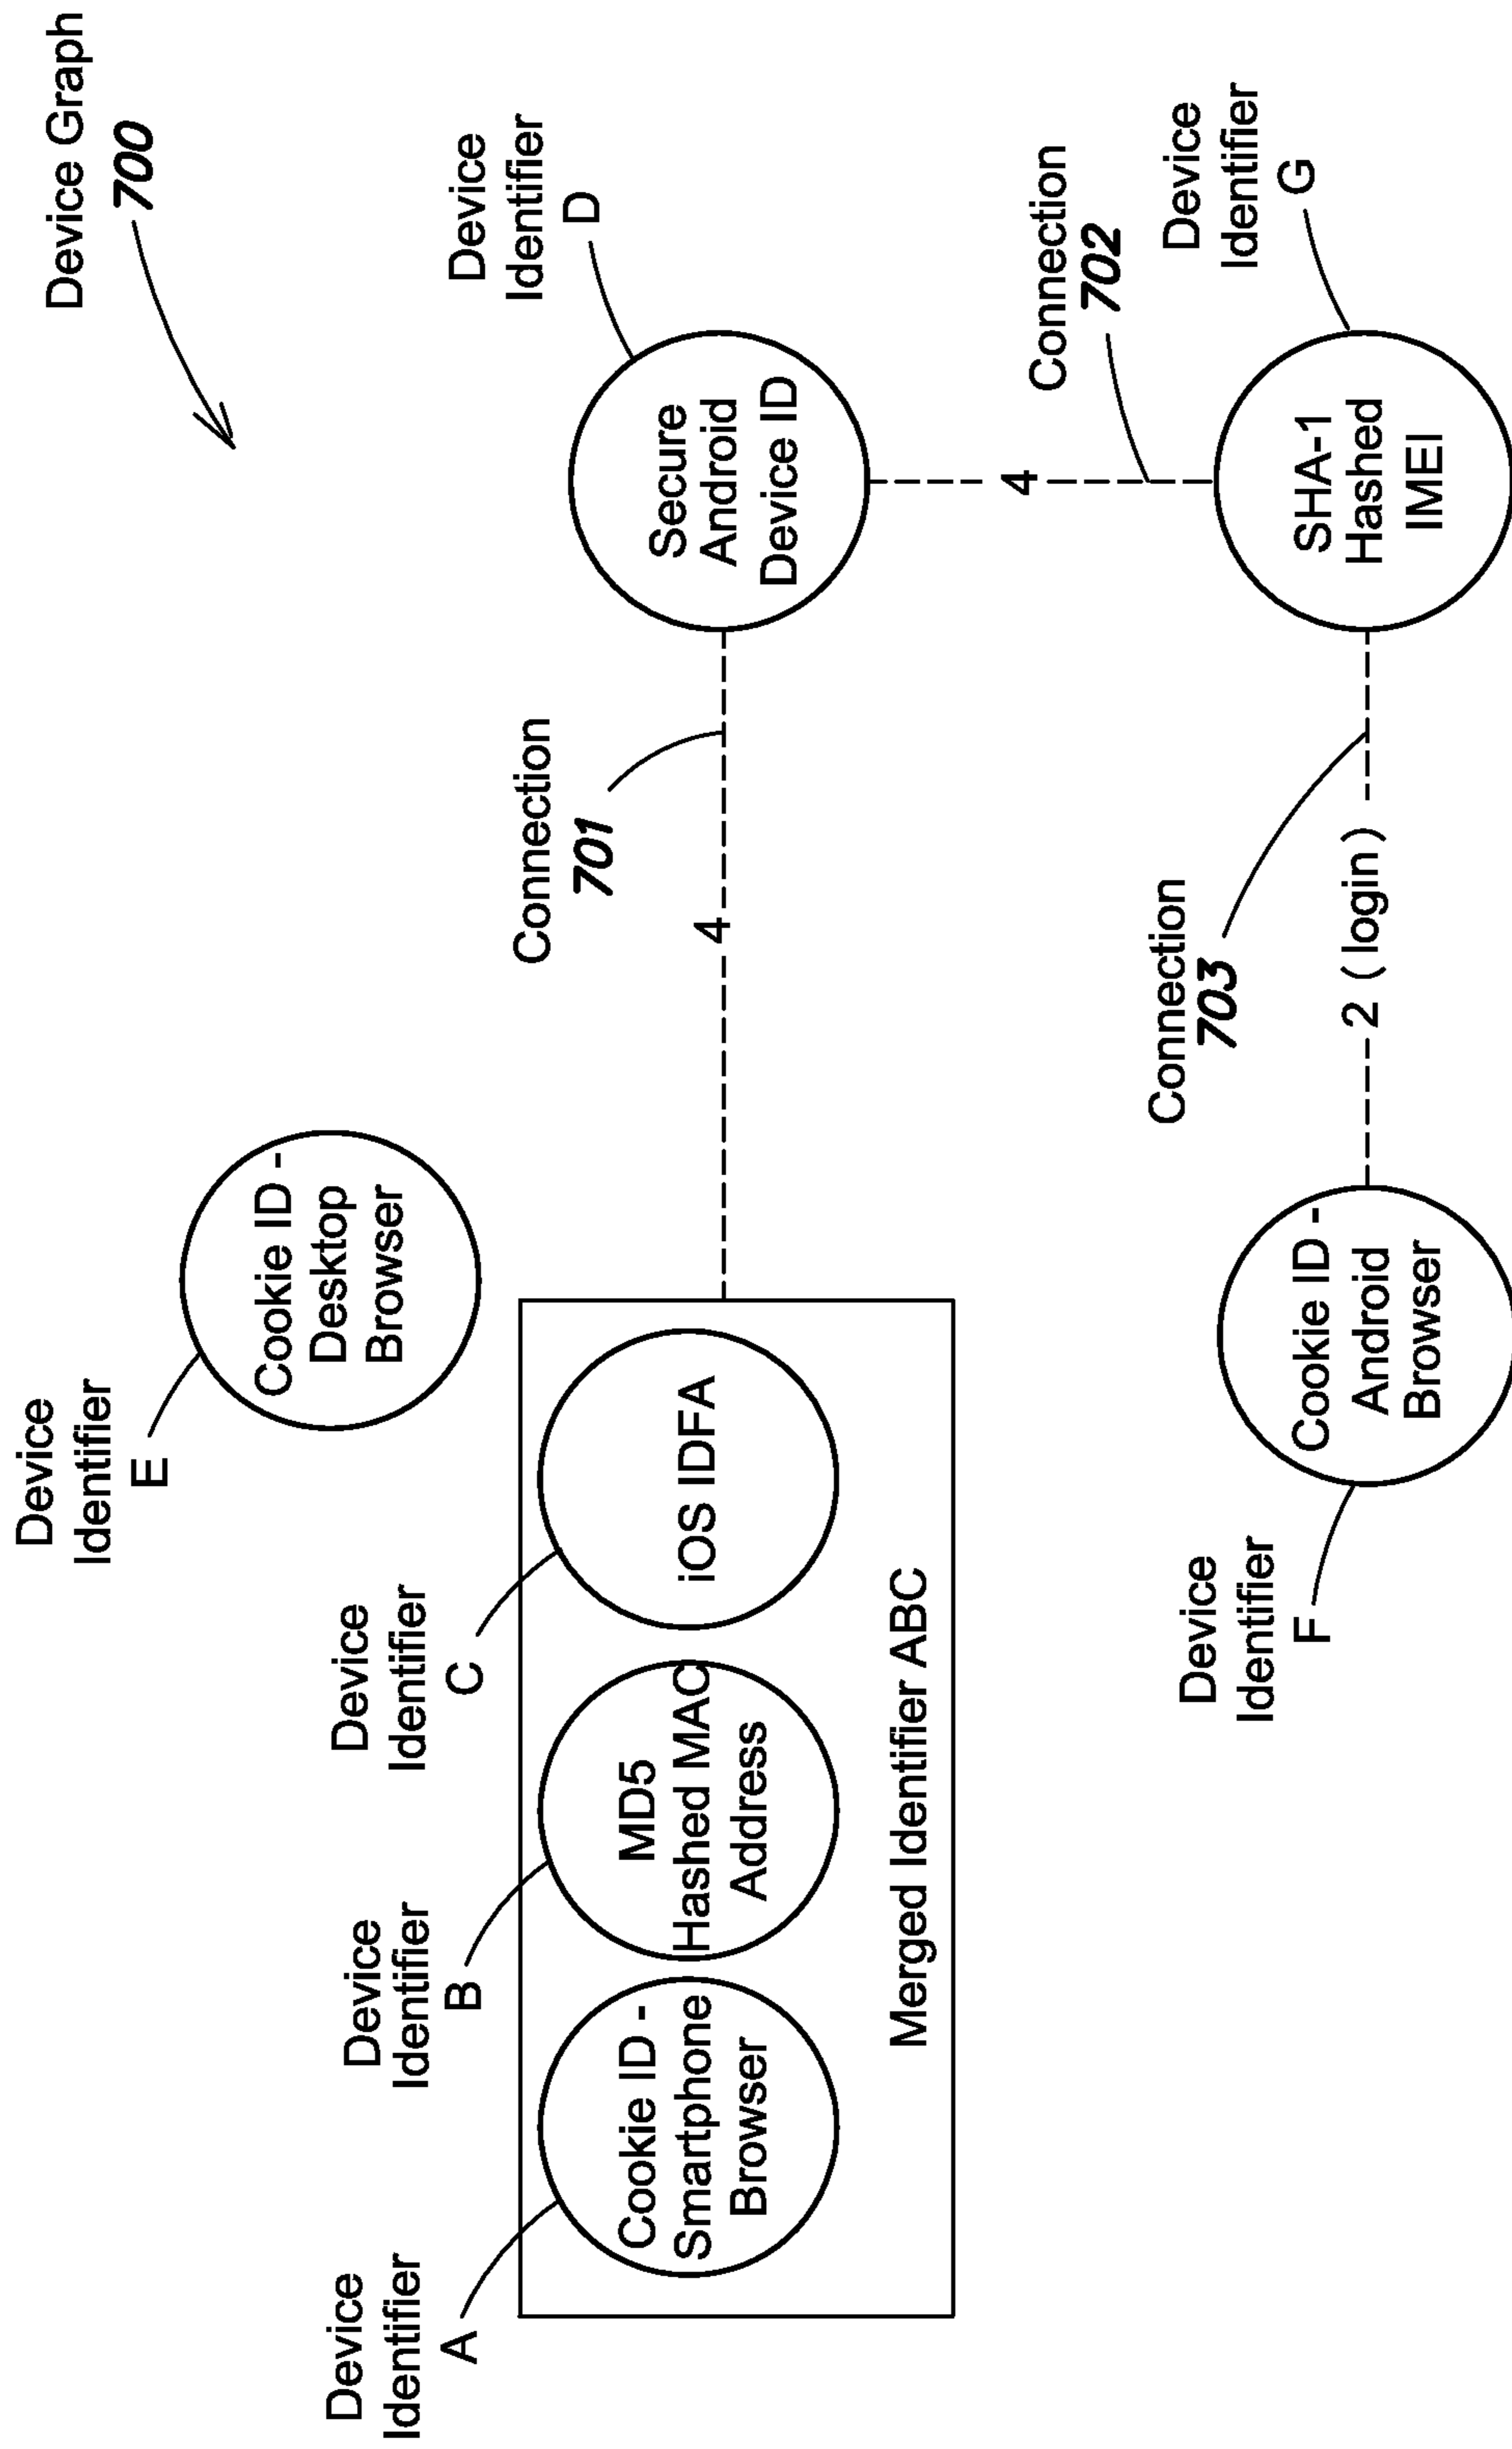 Device Graph
700
Device
Identifier
E
Cookie ID -
Desktop
Browser
Device
Identifier
A
Device
Identifier
B
Device
Identifier
C
Device
Identifier
D
Cookie ID -
Smartphone
Browser
MD5
Hashed MAC
Address
iOS IDFA
Merged Identifier ABC
Connection
701
4
Secure
Android
Device ID
Connection
702
4
Device
Identifier
F
Cookie ID -
Android
Browser
Connection
703
2 (login)
SHA-1
Hashed
IMEI
Device
Identifier
G